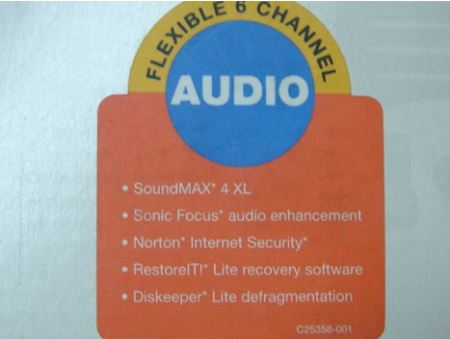 FLEXIBLE 6 CHANNEL
AUDIO
• SoundMAX* 4 XL
• Sonic Focus* audio enhancement
• Norton* Internet Security*
• RestoreIT!* Lite recovery software
• Diskeeper* Lite defragmentation
C25358-001